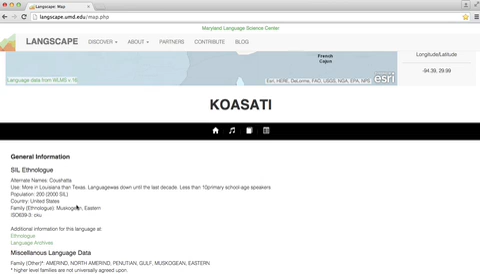 Langscape: Map
langscape.umd.edu/map.php
Maryland Language Science Center
LANGSCAPE DISCOVER ABOUT PARTNERS CONTRIBUTE BLOG
French
Cajun
Longitude/Latitude
-94.39, 29.99
Language data from WLMS v.16
Esri, HERE, DeLorme, FAO, USGS, NGA, EPA, NPS
esri
KOASATI
General Information
SIL Ethnologue
Alternate Names: Coushatta
Use: More in Louisiana than Texas. Languagewas down until the last decade. Less than 10primary school-age speakers
Population: 200 (2000 SIL)
Country: United States
Family (Ethnologue): Muskogean, Eastern
ISO639-3: cku
Additional information for this language at:
Ethnologue
Language Archives
Miscellanous Language Data
Family (Other)*: AMERIND, NORTH AMERIND, PENUTIAN, GULF, MUSKOGEAN, EASTERN
* higher level families are not universally agreed upon.